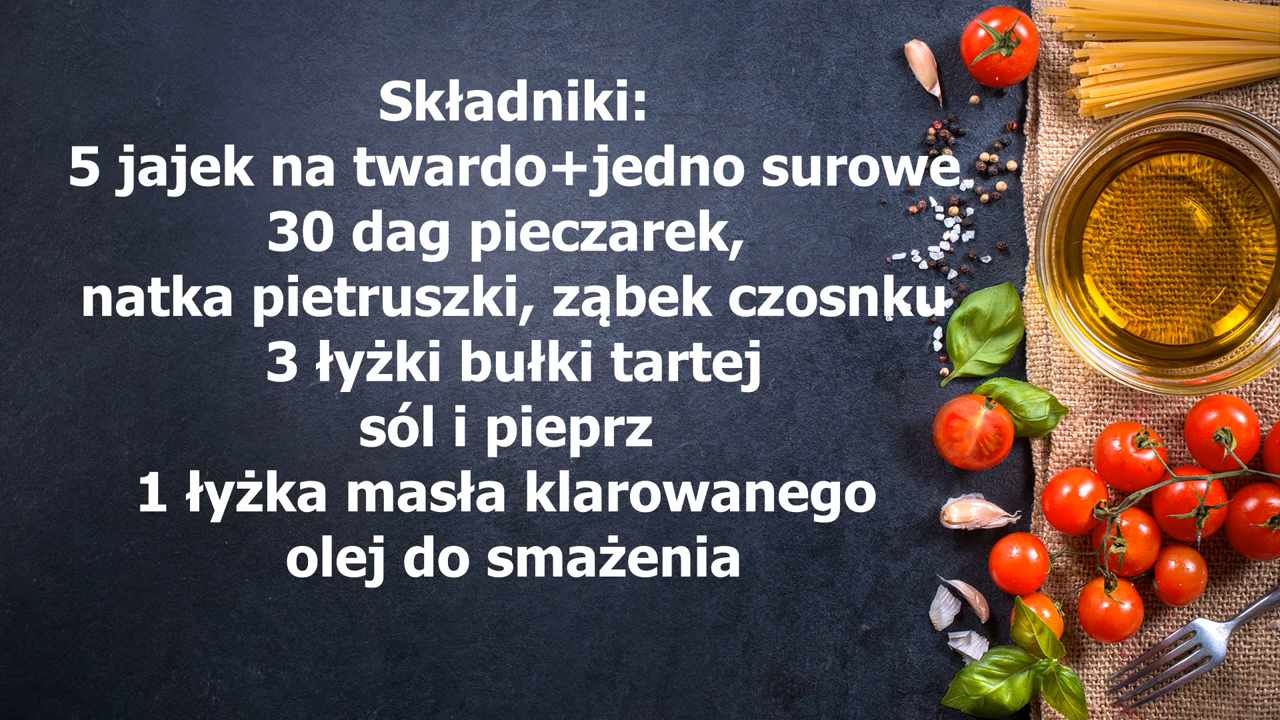 Składniki:
5 jajek na twardo+jedno surowe
30 dag pieczarek,
natka pietruszki, ząbek czosnku
3 łyżki bułki tartej
sól i pieprz
1 łyżka masła klarowanego
olej do smażenia